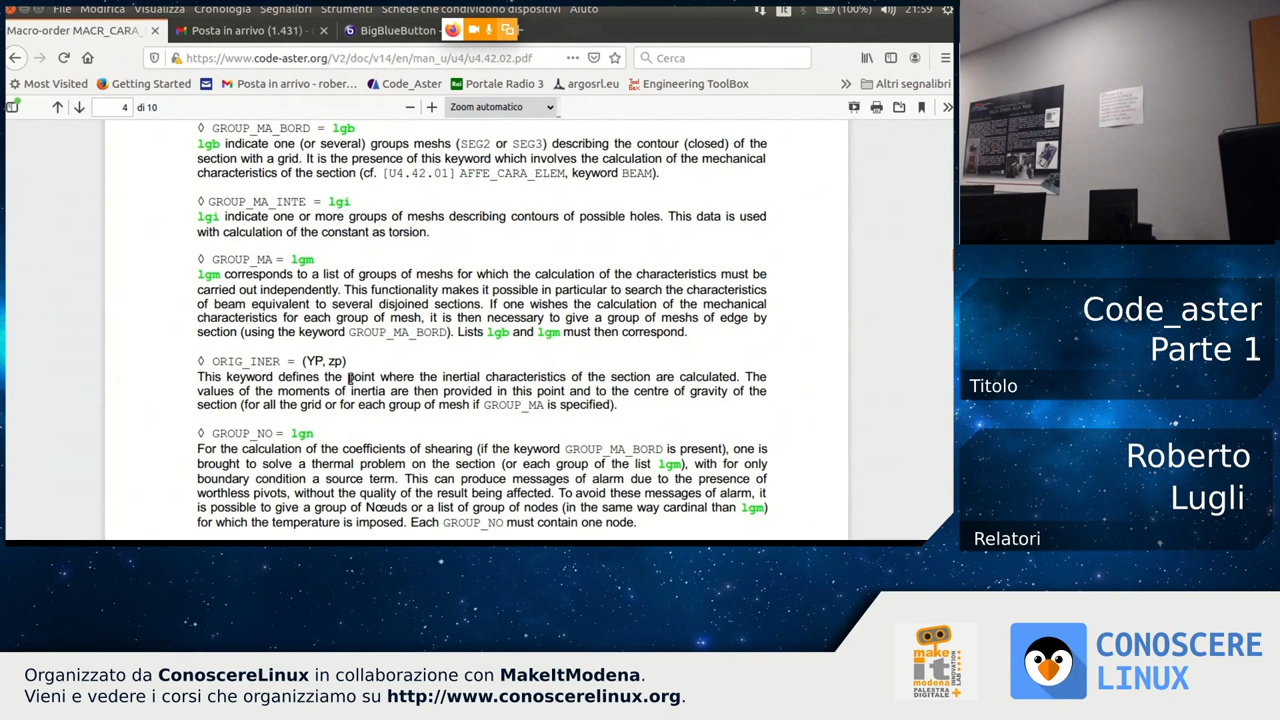 File Modifica Visualizza Cronologia Segnalibri Strumenti Schede che condividono dispositivi Aiuto
(100%) 21:59
Macro-order MACR_CARA_
Posta in arrivo (1.431) -
BigBlueButton -
https://www.code-aster.org/V2/doc/v14/en/man_u/u4/u4.42.02.pdf
Cerca
Most Visited
Getting Started
Posta in arrivo - rober…
Code_Aster
Portale Radio 3
argosrl.eu
Engineering ToolBox
Altri segnalibri
4 di 10
Zoom automatico
◊ GROUP_MA_BORD = lgb
lgb indicate one (or several) groups meshs (SEG2 or SEG3) describing the contour (closed) of the
section with a grid. It is the presence of this keyword which involves the calculation of the mechanical
characteristics of the section (cf. [U4.42.01] AFFE_CARA_ELEM, keyword BEAM).
◊ GROUP_MA_INTE = lgi
lgi indicate one or more groups of meshs describing contours of possible holes. This data is used
with calculation of the constant as torsion.
◊ GROUP_MA = lgm
lgm corresponds to a list of groups of meshs for which the calculation of the characteristics must be
carried out independently. This functionality makes it possible in particular to search the characteristics
of beam equivalent to several disjoined sections. If one wishes the calculation of the mechanical
characteristics for each group of mesh, it is then necessary to give a group of meshs of edge by
section (using the keyword GROUP_MA_BORD). Lists lgb and lgm must then correspond.
◊ ORIG_INER = (YP, zp)
This keyword defines the point where the inertial characteristics of the section are calculated. The
values of the moments of inertia are then provided in this point and to the centre of gravity of the
section (for all the grid or for each group of mesh if GROUP_MA is specified).
◊ GROUP_NO = lgn
For the calculation of the coefficients of shearing (if the keyword GROUP_MA_BORD is present), one is
brought to solve a thermal problem on the section (or each group of the list lgm), with for only
boundary condition a source term. This can produce messages of alarm due to the presence of
worthless pivots, without the quality of the result being affected. To avoid these messages of alarm, it
is possible to give a group of Nœuds or a list of group of nodes (in the same way cardinal than lgm)
for which the temperature is imposed. Each GROUP_NO must contain one node.
Code_aster
Parte 1
Titolo
Roberto
Lugli
Relatori
Organizzato da ConoscereLinux in collaborazione con MakeItModena.
Vieni e vedere i corsi che organizziamo su http://www.conoscerelinux.org.
make
it
modena
PALESTRA
DIGITALE
CONOSCERE
LINUX